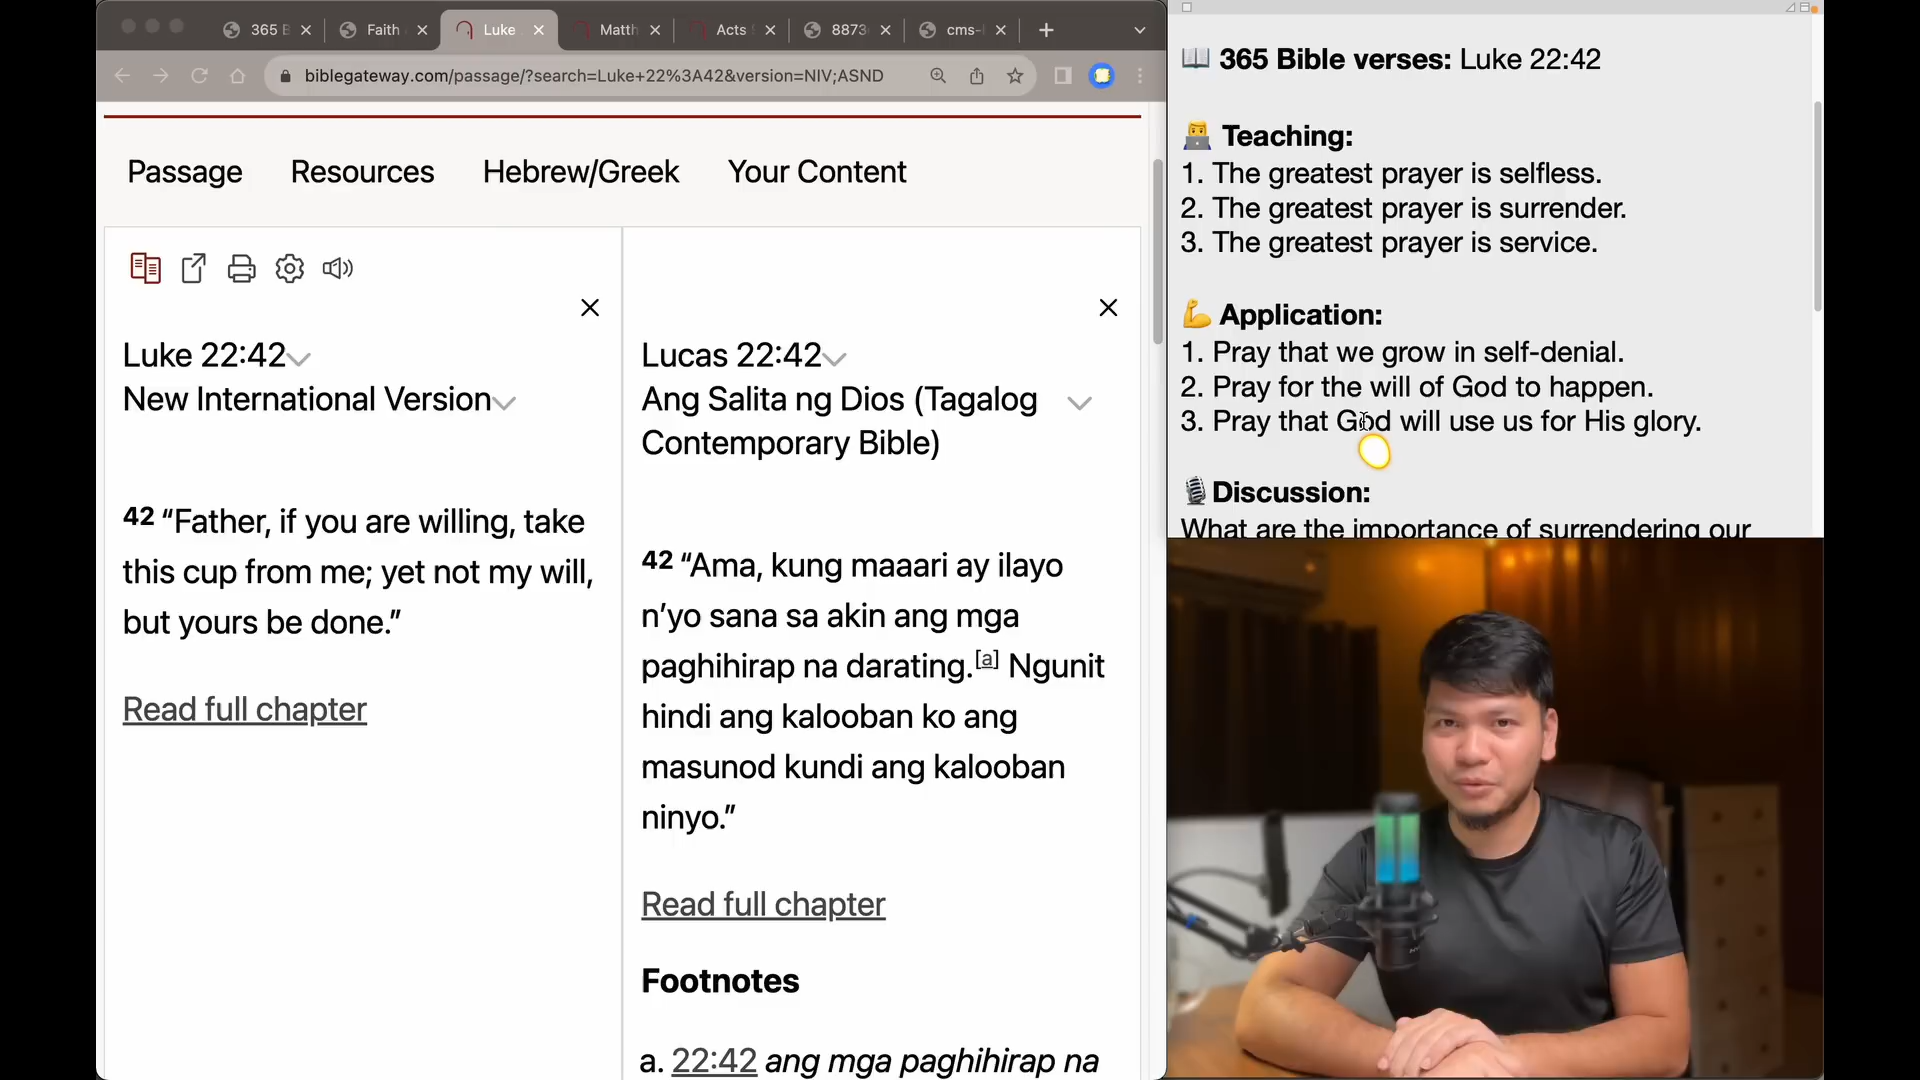 365 B
Faith
Luke
Matth
Acts
8873
cms-
biblegateway.com/passage/?search=Luke+22%3A42&version=NIV;ASND
Passage
Resources
Hebrew/Greek
Your Content
Luke 22:42
New International Version
42 “Father, if you are willing, take
this cup from me; yet not my will,
but yours be done.”
Read full chapter
Lucas 22:42
Ang Salita ng Dios (Tagalog
Contemporary Bible)
42 “Ama, kung maaari ay ilayo
n’yo sana sa akin ang mga
paghihirap na darating.[a] Ngunit
hindi ang kalooban ko ang
masunod kundi ang kalooban
ninyo.”
Read full chapter
Footnotes
a. 22:42 ang mga paghihirap na
365 Bible verses: Luke 22:42
Teaching:
1. The greatest prayer is selfless.
2. The greatest prayer is surrender.
3. The greatest prayer is service.
Application:
1. Pray that we grow in self-denial.
2. Pray for the will of God to happen.
3. Pray that God will use us for His glory.
Discussion:
What are the importance of surrendering our